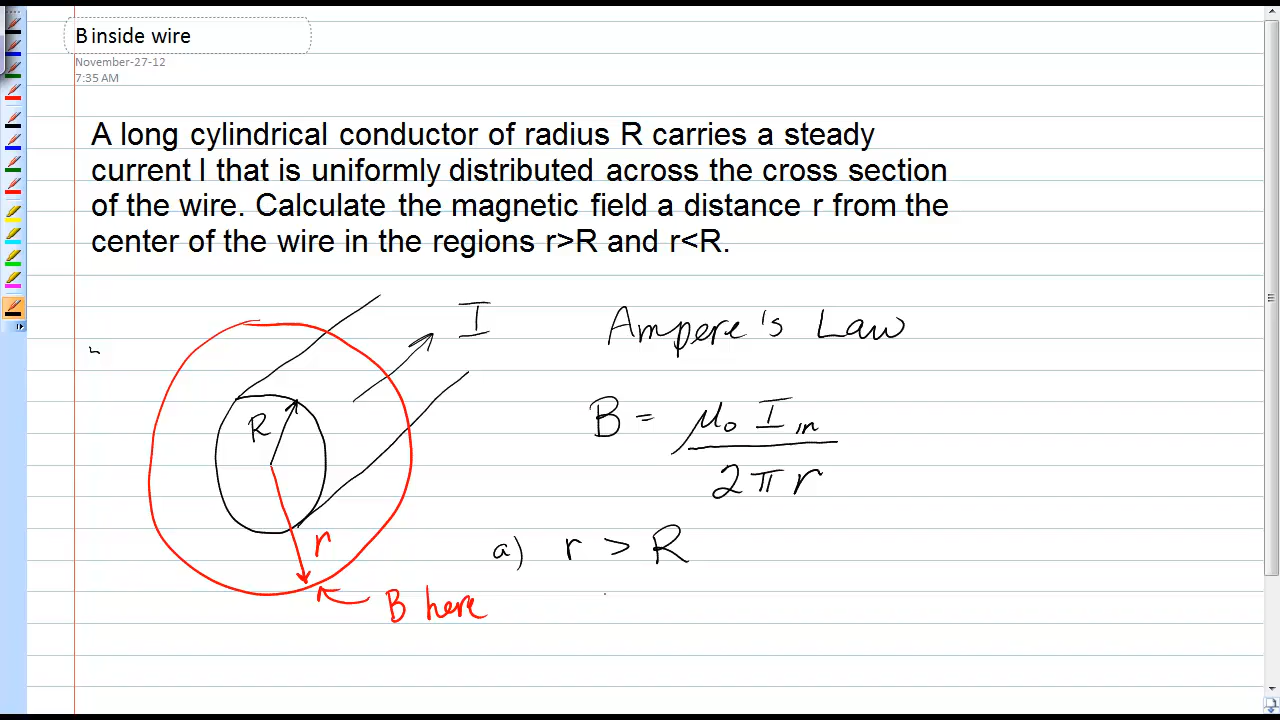 B inside wire
November-27-12
7:35 AM
A long cylindrical conductor of radius R carries a steady
current I that is uniformly distributed across the cross section
of the wire. Calculate the magnetic field a distance r from the
center of the wire in the regions r>R and r<R.
I
Ampere's Law
R
B = μ₀ I in
2πr
r
a) r > R
B here